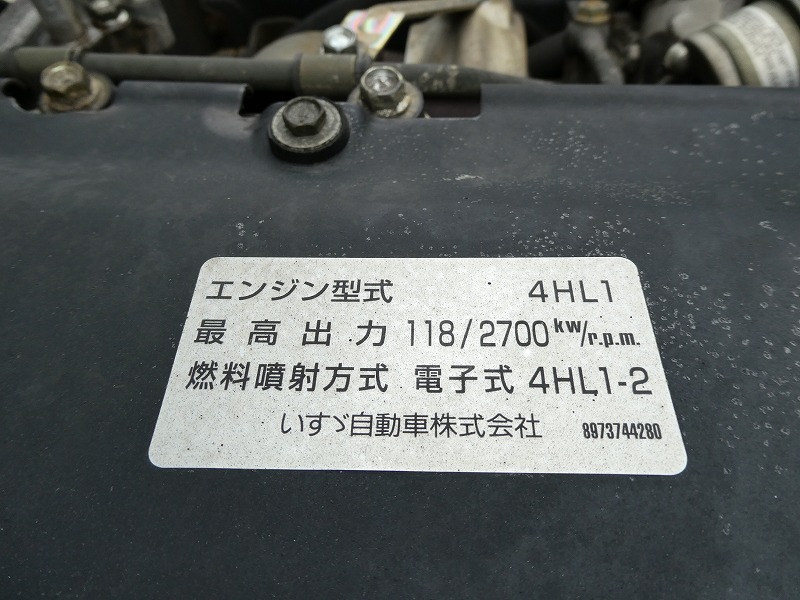 エンジン型式 4HL1
最高出力 118/2700 kw/r.p.m.
燃料噴射方式 電子式 4HL1-2
いすゞ自動車株式会社 8973744280